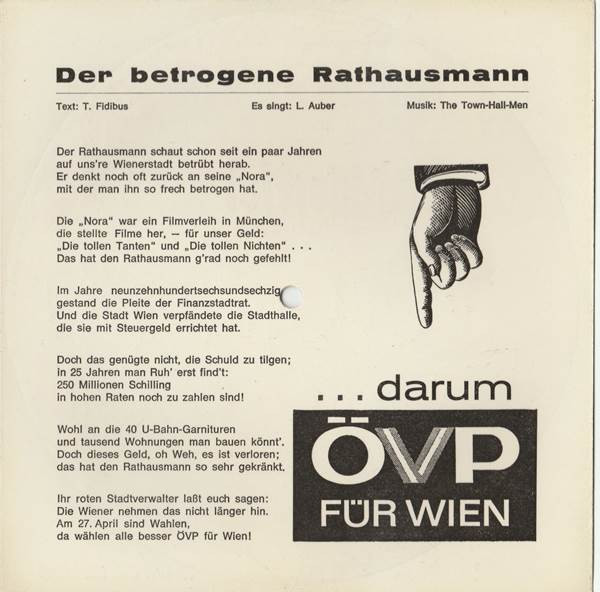 Der betrogene Rathausmann
Text: T. Fidibus Es singt: L. Auber Musik: The Town-Hall-Men
Der Rathausmann schaut schon seit ein paar Jahren
auf uns're Wienerstadt betrübt herab.
Er denkt noch oft zurück an seine „Nora",
mit der man ihn so frech betrogen hat.
Die „Nora" war ein Filmverleih in München,
die stellte Filme her, — für unser Geld:
„Die tollen Tanten" und „Die tollen Nichten" . . .
Das hat den Rathausmann g'rad noch gefehlt!
Im Jahre neunzehnhundertsechsundsechzig
gestand die Pleite der Finanzstadtrat.
Und die Stadt Wien verpfändete die Stadthalle,
die sie mit Steuergeld errichtet hat.
Doch das genügte nicht, die Schuld zu tilgen;
in 25 Jahren man Ruh' erst find't:
250 Millionen Schilling
in hohen Raten noch zu zahlen sind!
Wohl an die 40 U-Bahn-Garnituren
und tausend Wohnungen man bauen könnt'.
Doch dieses Geld, oh Weh, es ist verloren;
das hat den Rathausmann so sehr gekränkt.
Ihr roten Stadtverwalter laßt euch sagen:
Die Wiener nehmen das nicht länger hin.
Am 27. April sind Wahlen,
da wählen alle besser ÖVP für Wien!
. . . darum
ÖVP
FÜR WIEN